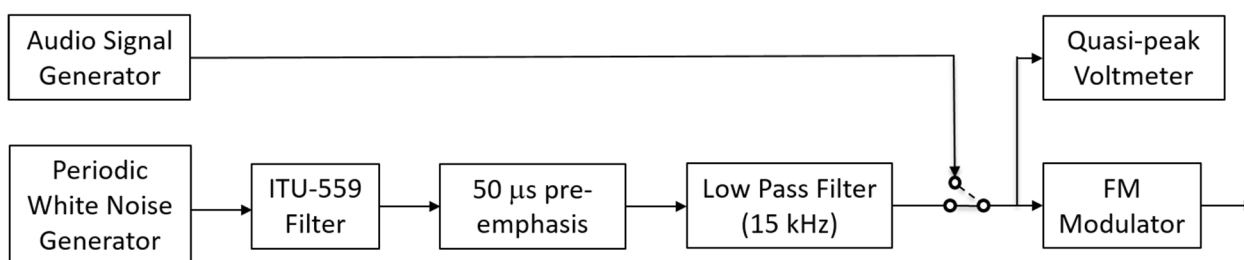 Audio Signal
Generator
Quasi-peak
Voltmeter
Periodic
White Noise
Generator
ITU-559
Filter
50 μs pre-
emphasis
Low Pass Filter
(15 kHz)
FM
Modulator